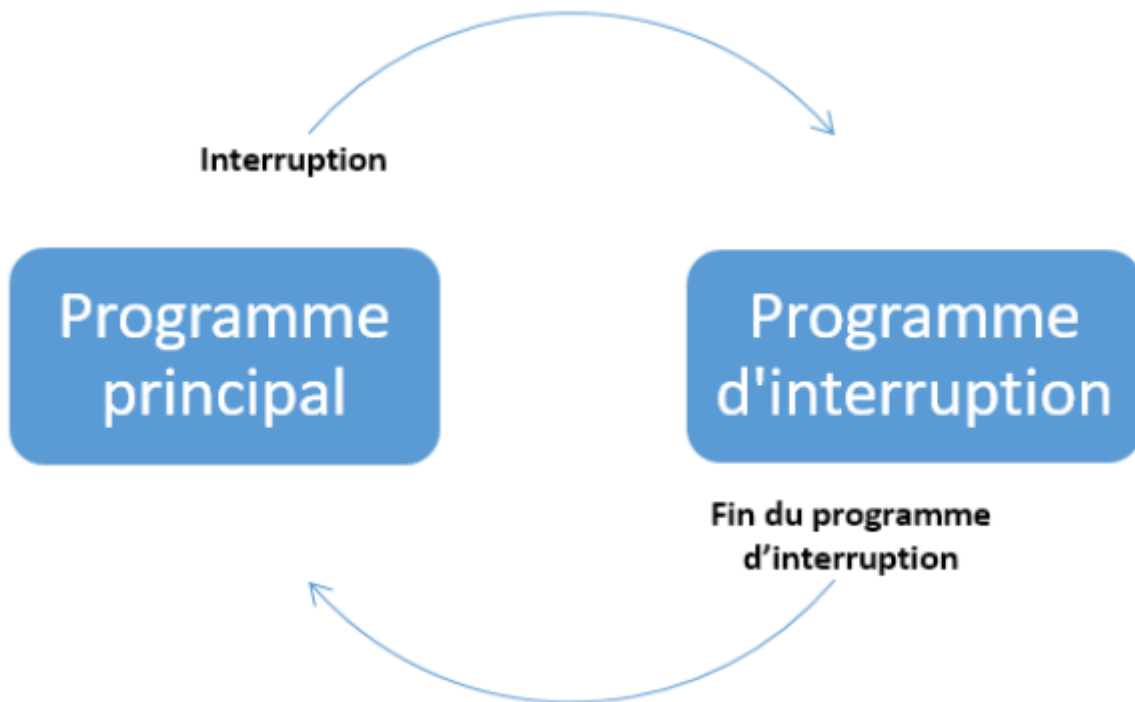 Interruption
Programme
principal
Programme
d'interruption
Fin du programme
d’interruption